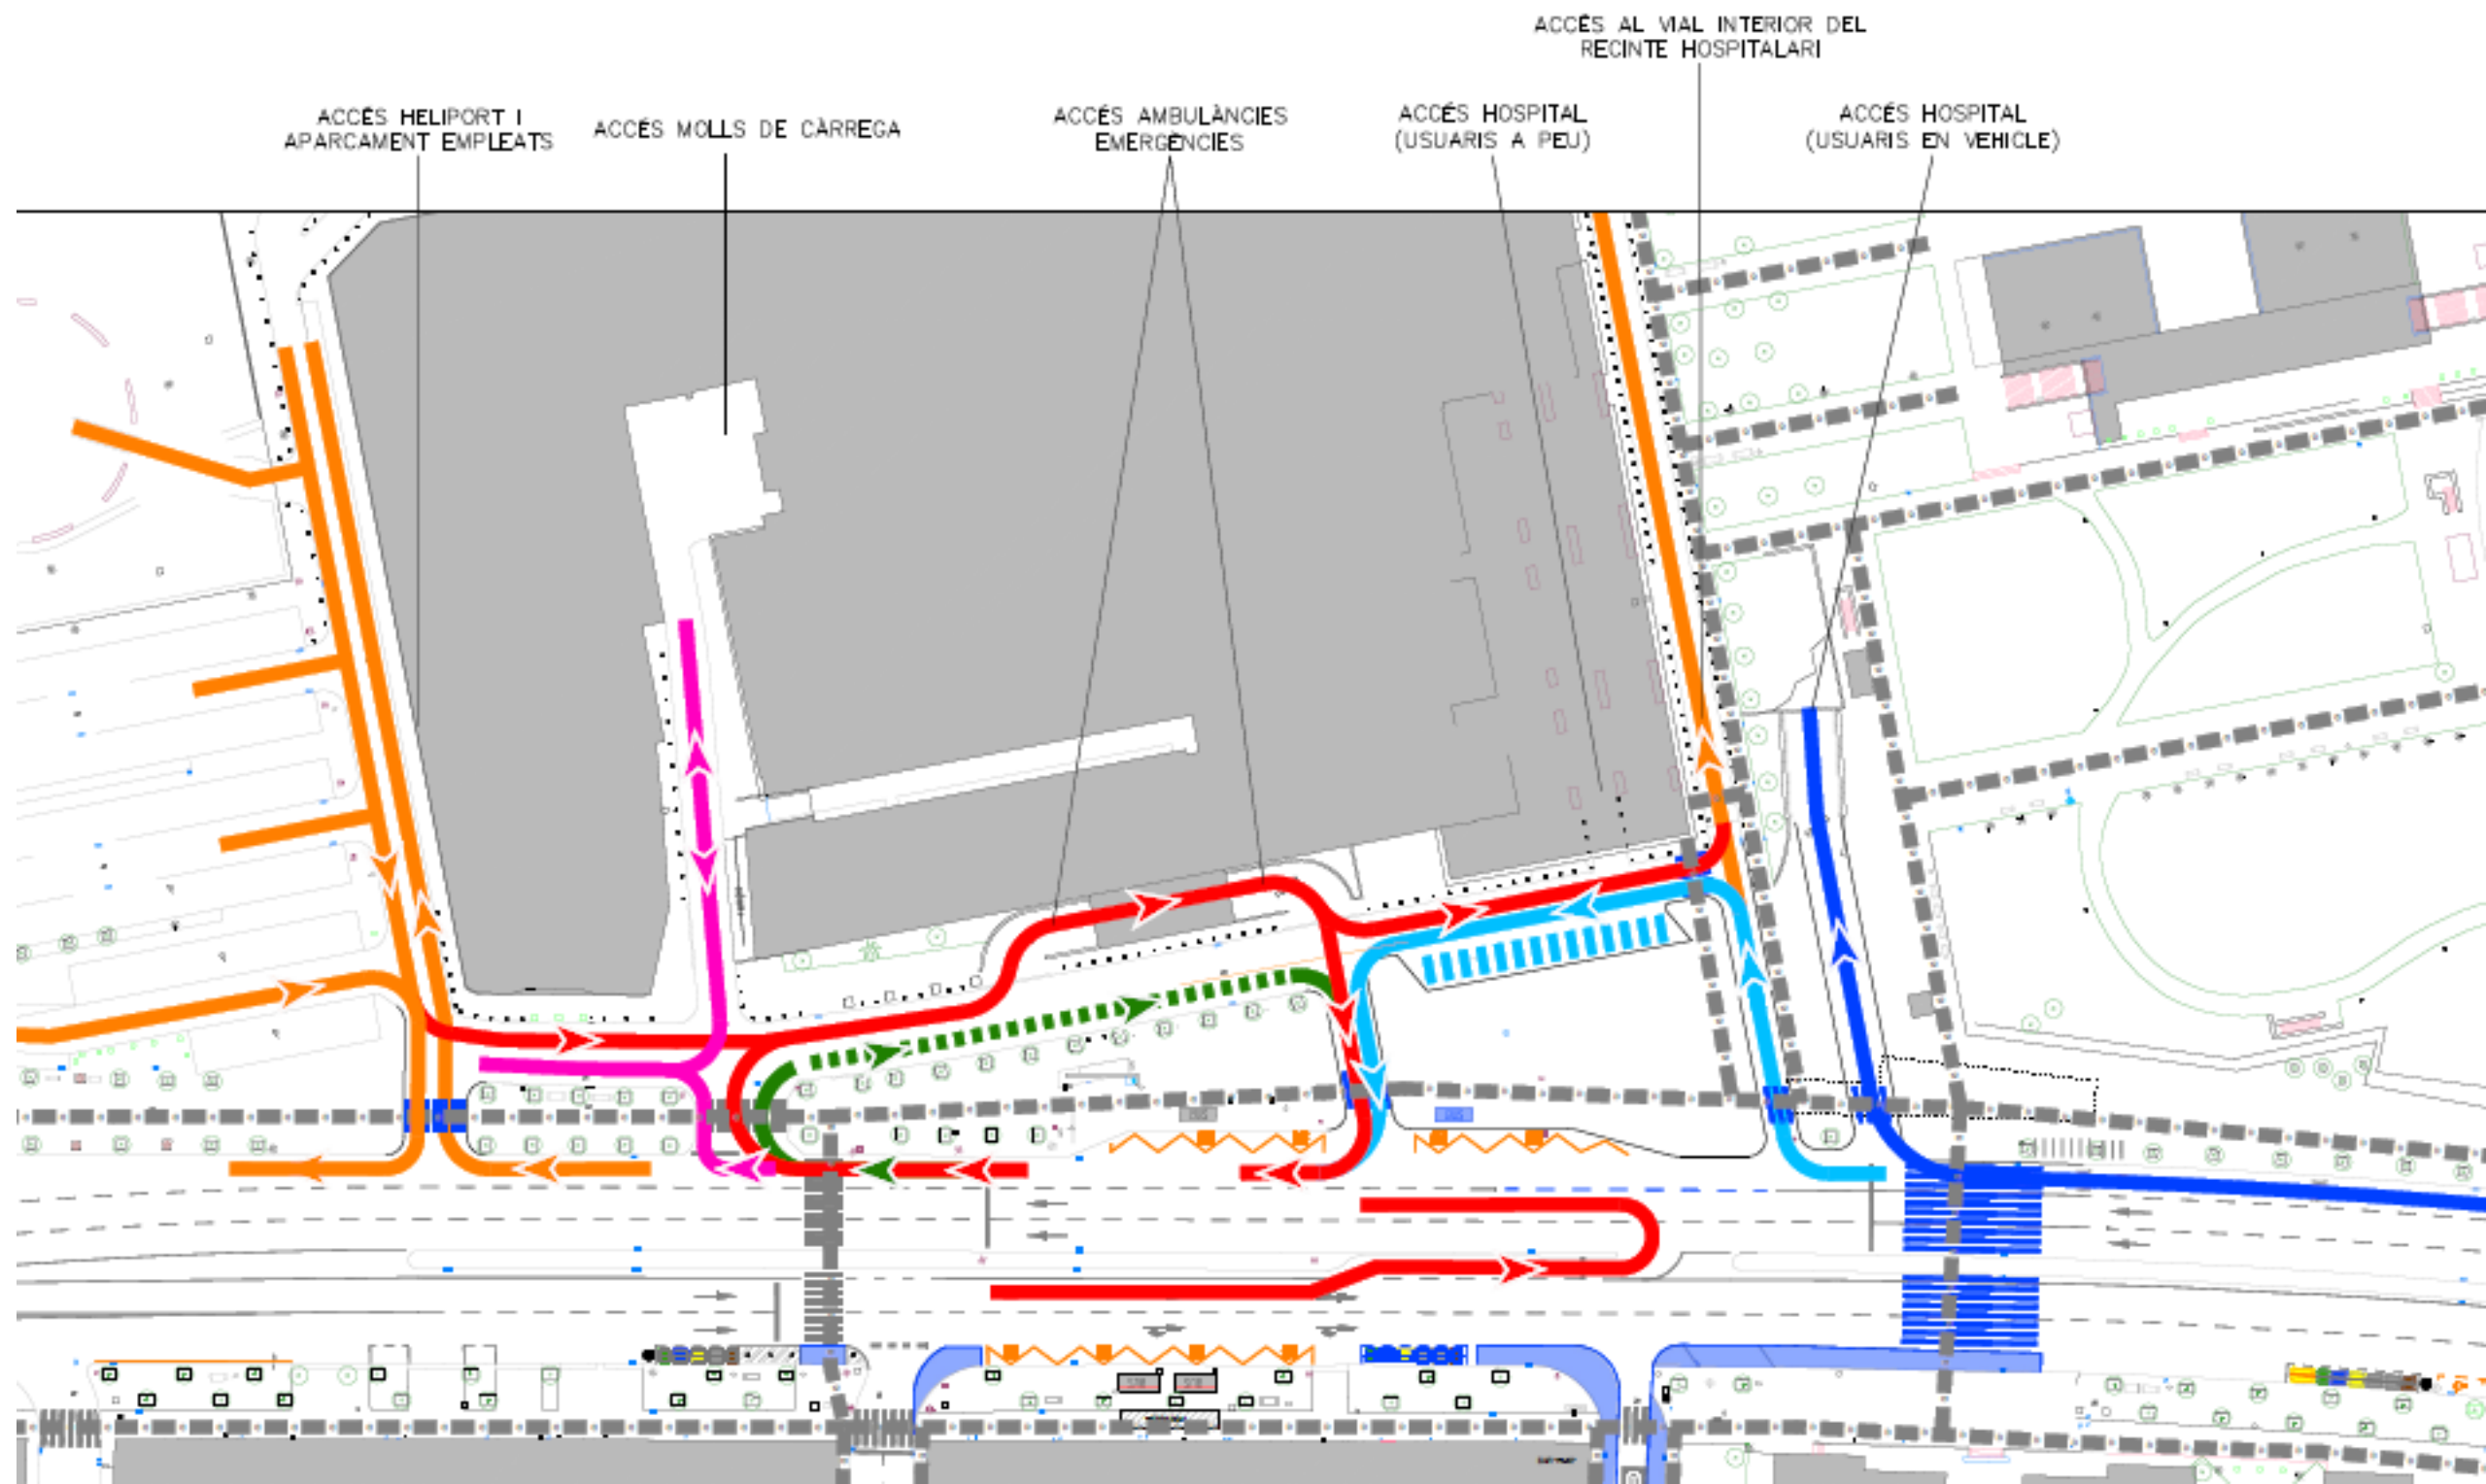 ACCÉS AL VIAL INTERIOR DEL
RECINTE HOSPITALARI
ACCÉS HELIPORT I
APARCAMENT EMPLEATS
ACCÉS MOLLS DE CÀRREGA
ACCÉS AMBULÀNCIES
EMERGÈNCIES
ACCÉS HOSPITAL
(USUARIS A PEU)
ACCÉS HOSPITAL
(USUARIS EN VEHICLE)